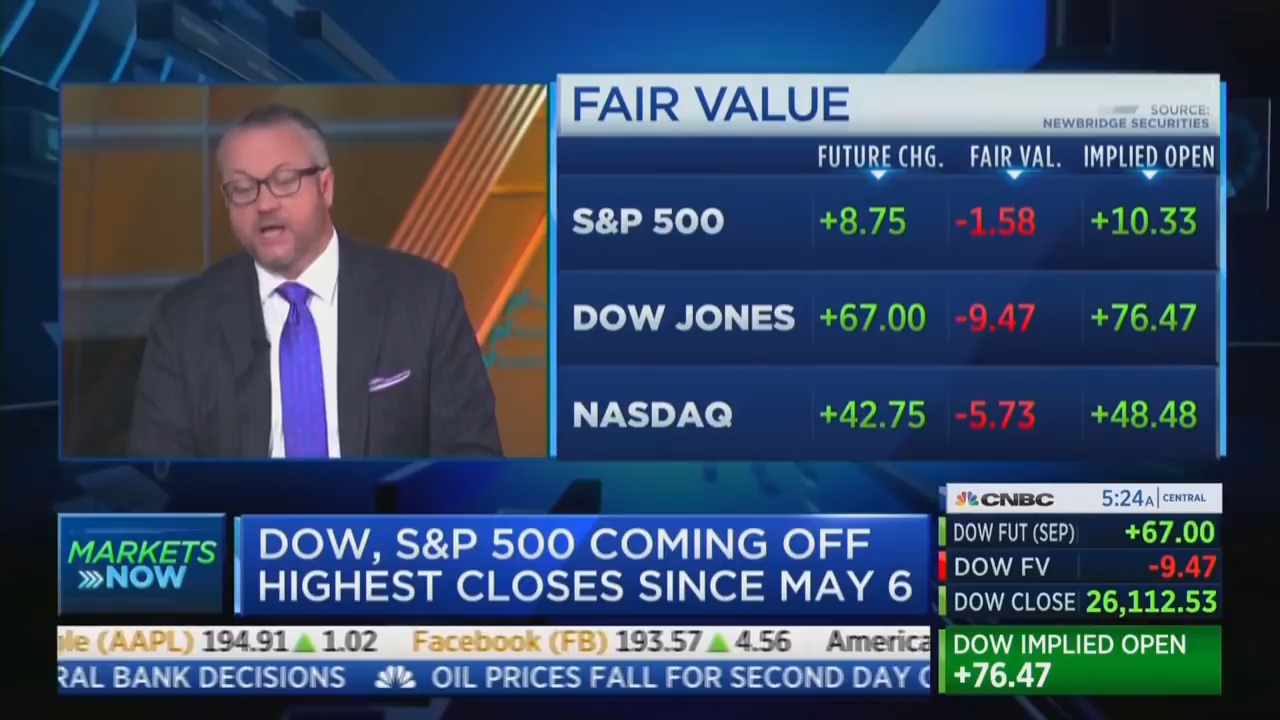 FAIR VALUE
SOURCE:
NEWBRIDGE SECURITIES
FUTURE CHG. FAIR VAL. IMPLIED OPEN
S&P 500 +8.75 -1.58 +10.33
DOW JONES +67.00 -9.47 +76.47
NASDAQ +42.75 -5.73 +48.48
CNBC 5:24A CENTRAL
DOW FUT (SEP) +67.00
DOW FV -9.47
DOW CLOSE 26,112.53
DOW IMPLIED OPEN
+76.47
MARKETS
NOW
DOW, S&P 500 COMING OFF
HIGHEST CLOSES SINCE MAY 6
le (AAPL) 194.91 ▲ 1.02 Facebook (FB) 193.57 ▲ 4.56 America
RAL BANK DECISIONS OIL PRICES FALL FOR SECOND DAY